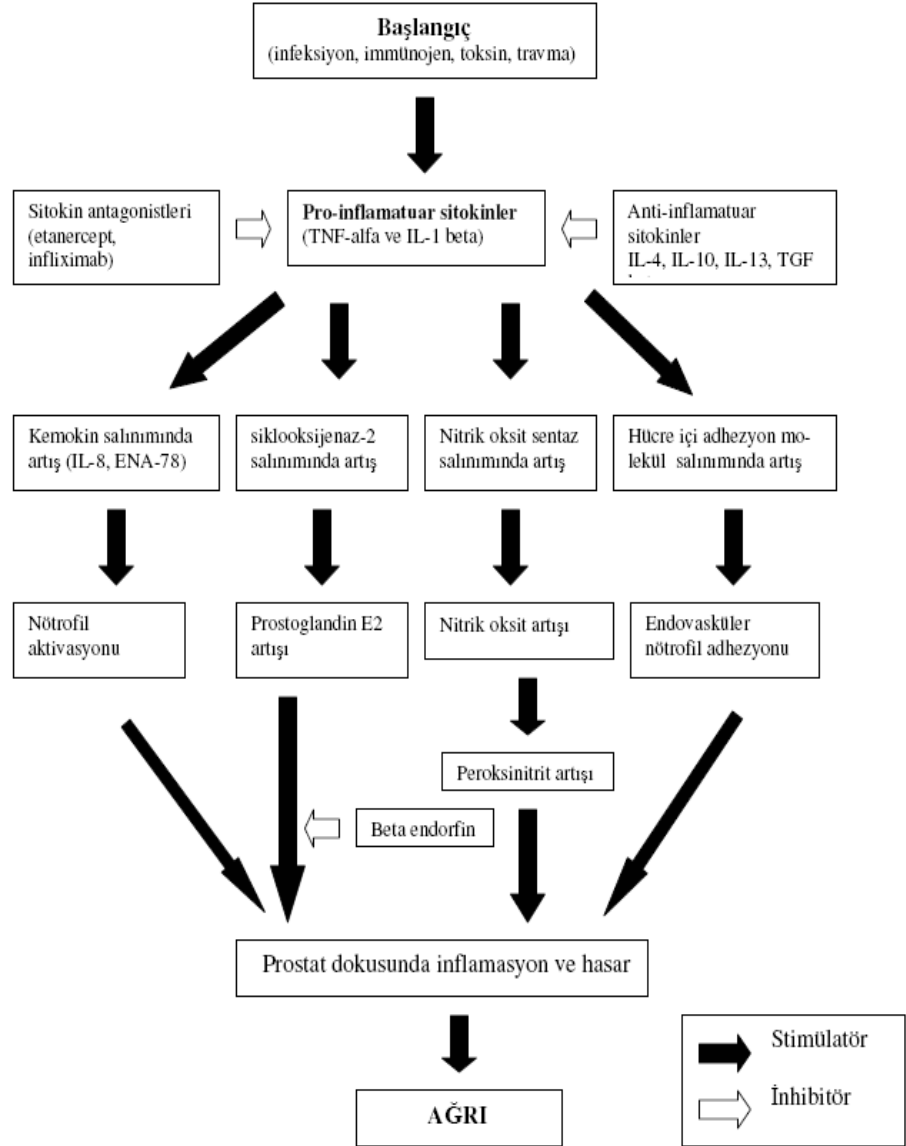 Başlangıç
(infeksiyon, immünojen, toksin, travma)
Sitokin antagonistleri
(etanercept,
infliximab)
Pro-inflamatuar sitokinler
(TNF-alfa ve IL-1 beta)
Anti-inflamatuar
sitokinler
IL-4, IL-10, IL-13, TGF
Kemokin salınımında
artış (IL-8, ENA-78)
siklooksijenaz-2
salınımında artış
Nitrik oksit sentaz
salınımında artış
Hücre içi adhezyon mo-
lekül salınımında artış
Nötrofil
aktivasyonu
Prostoglandin E2
artışı
Nitrik oksit artışı
Endovasküler
nötrofil adhezyonu
Peroksinitrit artışı
Beta endorfin
Prostat dokusunda inflamasyon ve hasar
AĞRI
Stimülatör
İnhibitör